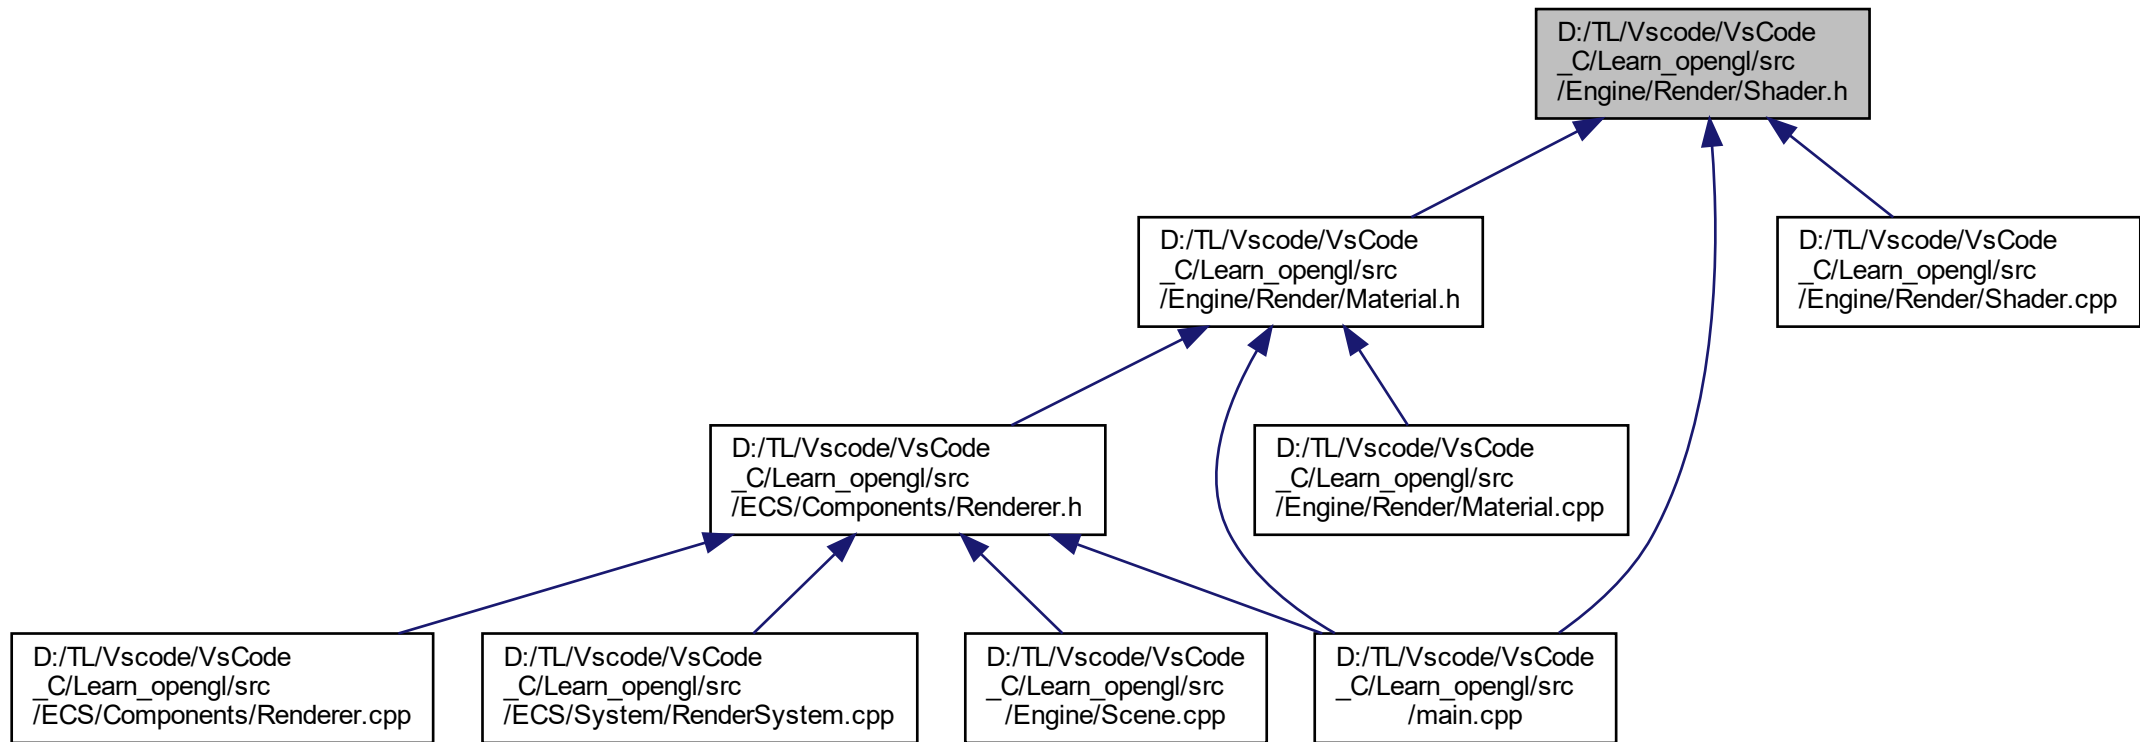 D:/TL/Vscode/VsCode
_C/Learn_opengl/src
/Engine/Render/Shader.h
D:/TL/Vscode/VsCode
_C/Learn_opengl/src
/Engine/Render/Material.h
D:/TL/Vscode/VsCode
_C/Learn_opengl/src
/Engine/Render/Shader.cpp
D:/TL/Vscode/VsCode
_C/Learn_opengl/src
/ECS/Components/Renderer.h
D:/TL/Vscode/VsCode
_C/Learn_opengl/src
/Engine/Render/Material.cpp
D:/TL/Vscode/VsCode
_C/Learn_opengl/src
/ECS/Components/Renderer.cpp
D:/TL/Vscode/VsCode
_C/Learn_opengl/src
/ECS/System/RenderSystem.cpp
D:/TL/Vscode/VsCode
_C/Learn_opengl/src
/Engine/Scene.cpp
D:/TL/Vscode/VsCode
_C/Learn_opengl/src
/main.cpp